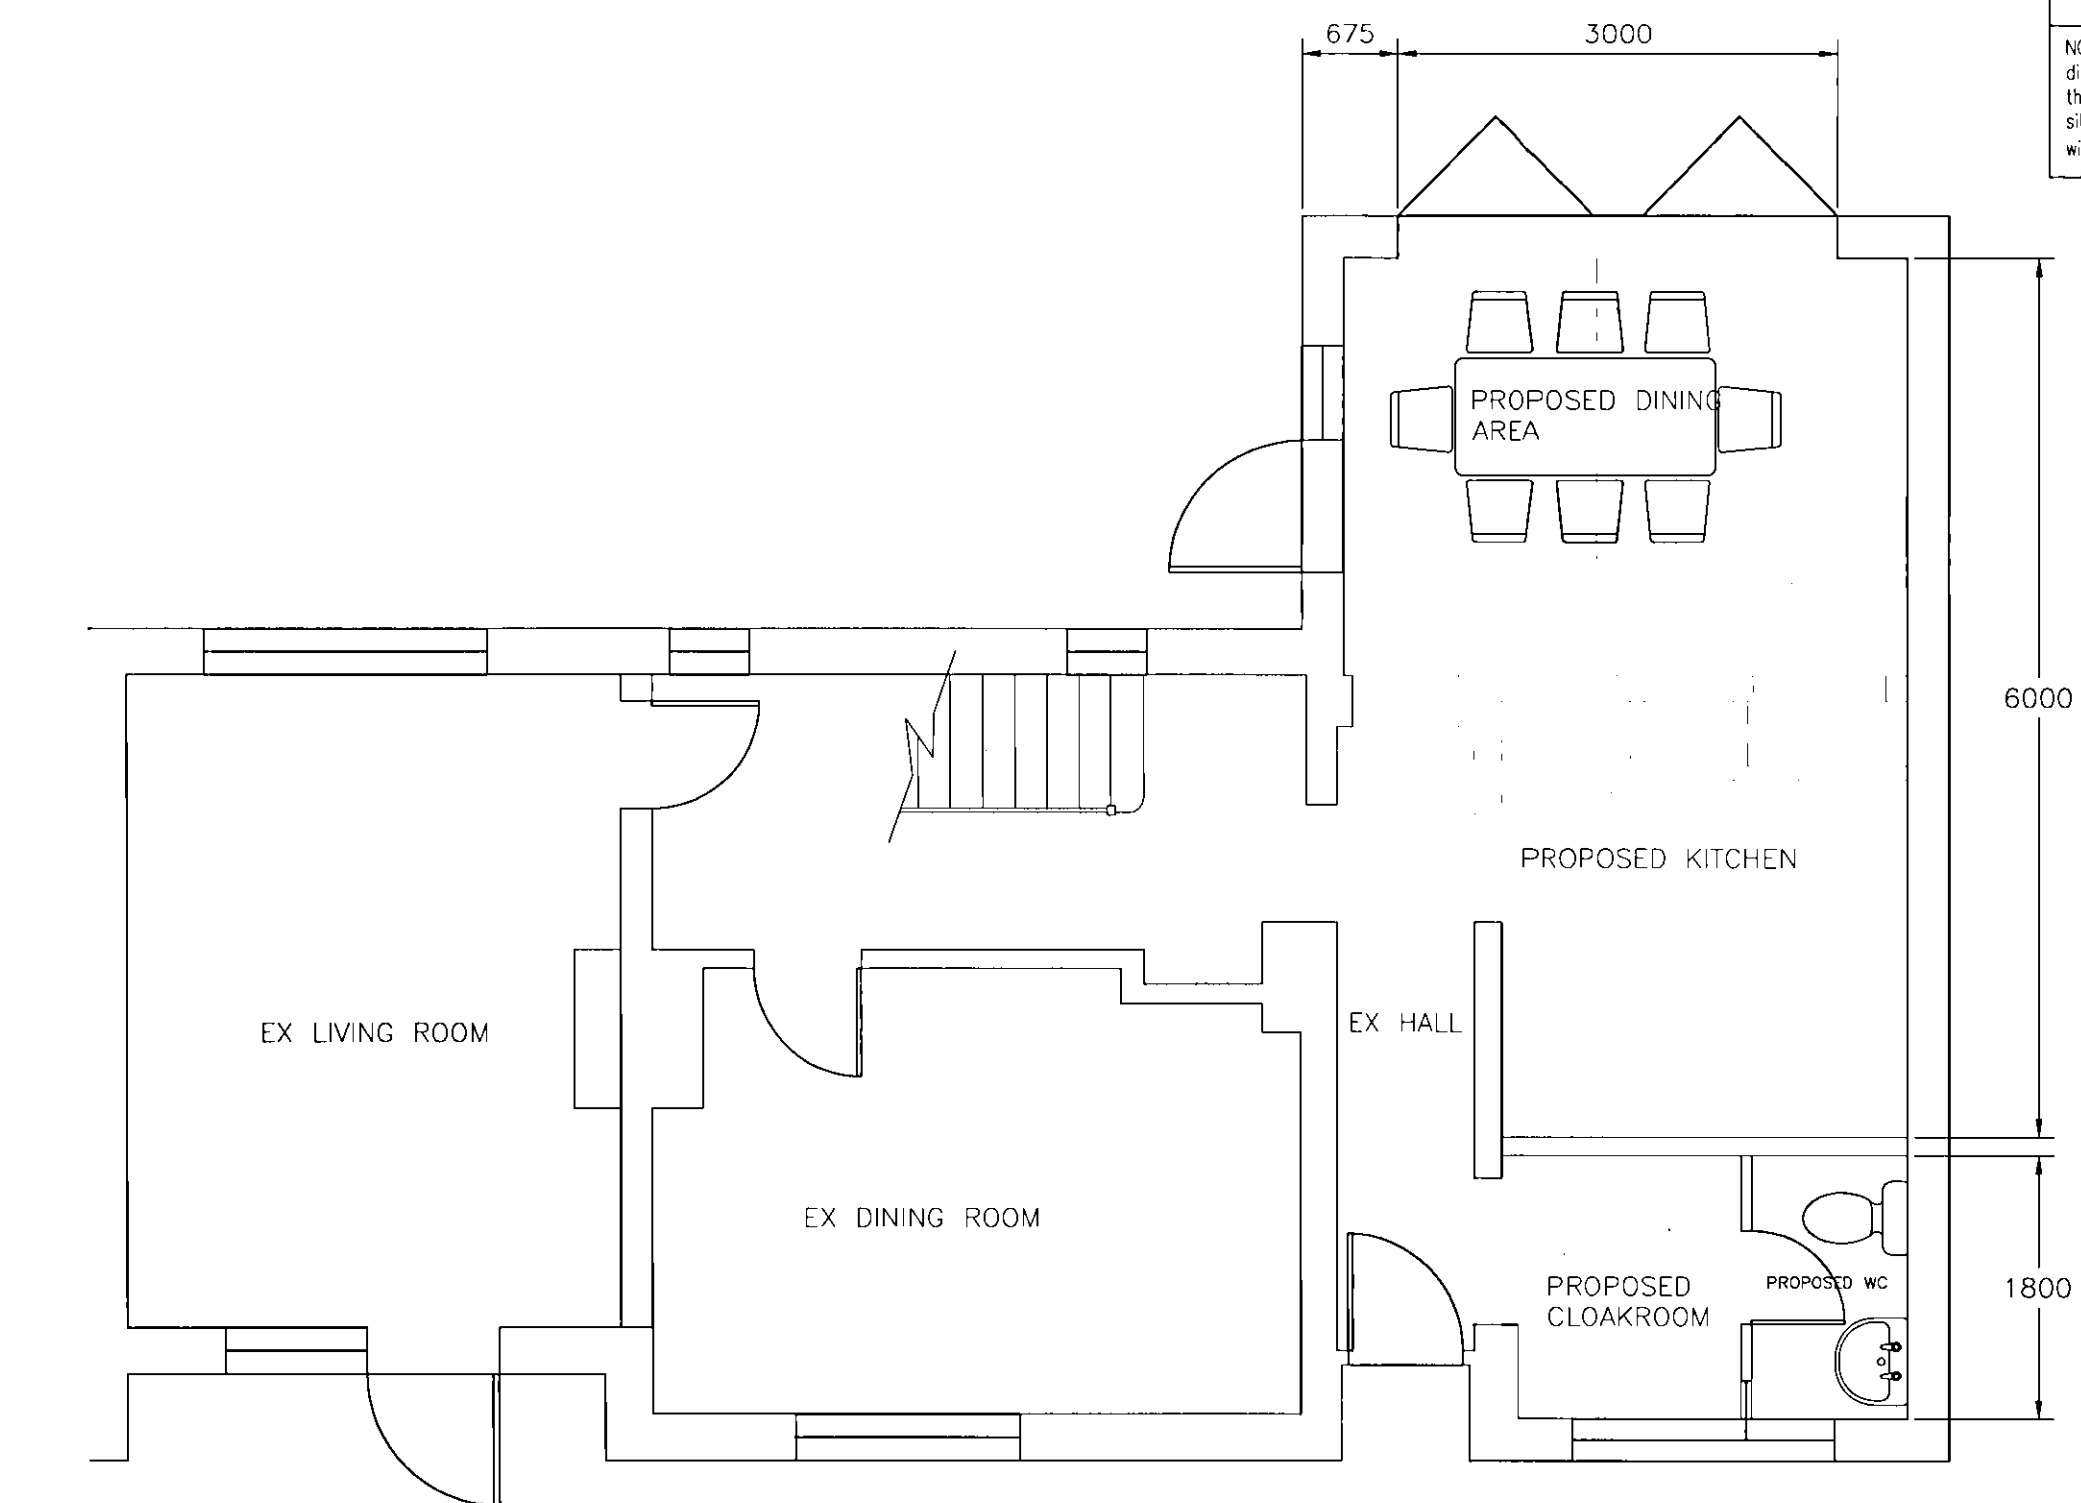 675
3000
PROPOSED DINING
AREA
6000
PROPOSED KITCHEN
EX LIVING ROOM
EX HALL
EX DINING ROOM
PROPOSED
CLOAKROOM
PROPOSED WC
1800